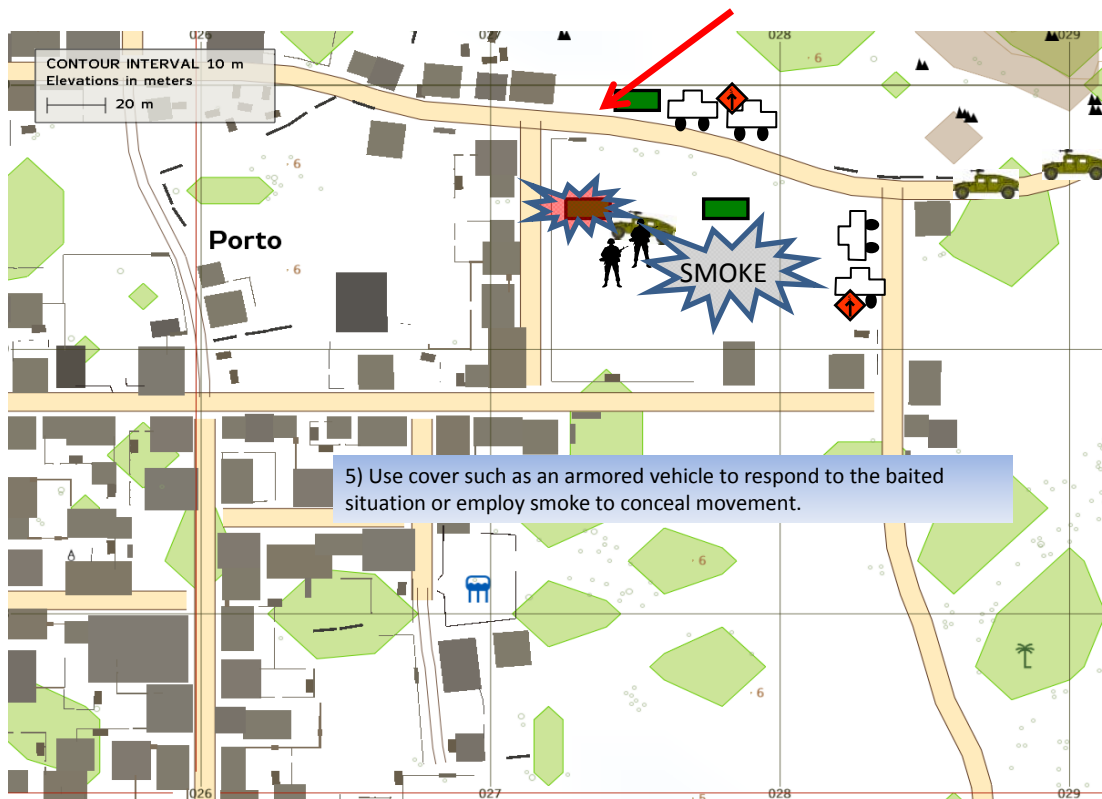 026
027
028
029
CONTOUR INTERVAL 10 m
Elevations in meters
20 m
6
6
Porto
6
SMOKE
5) Use cover such as an armored vehicle to respond to the baited
situation or employ smoke to conceal movement.
6
6
026
027
028
029